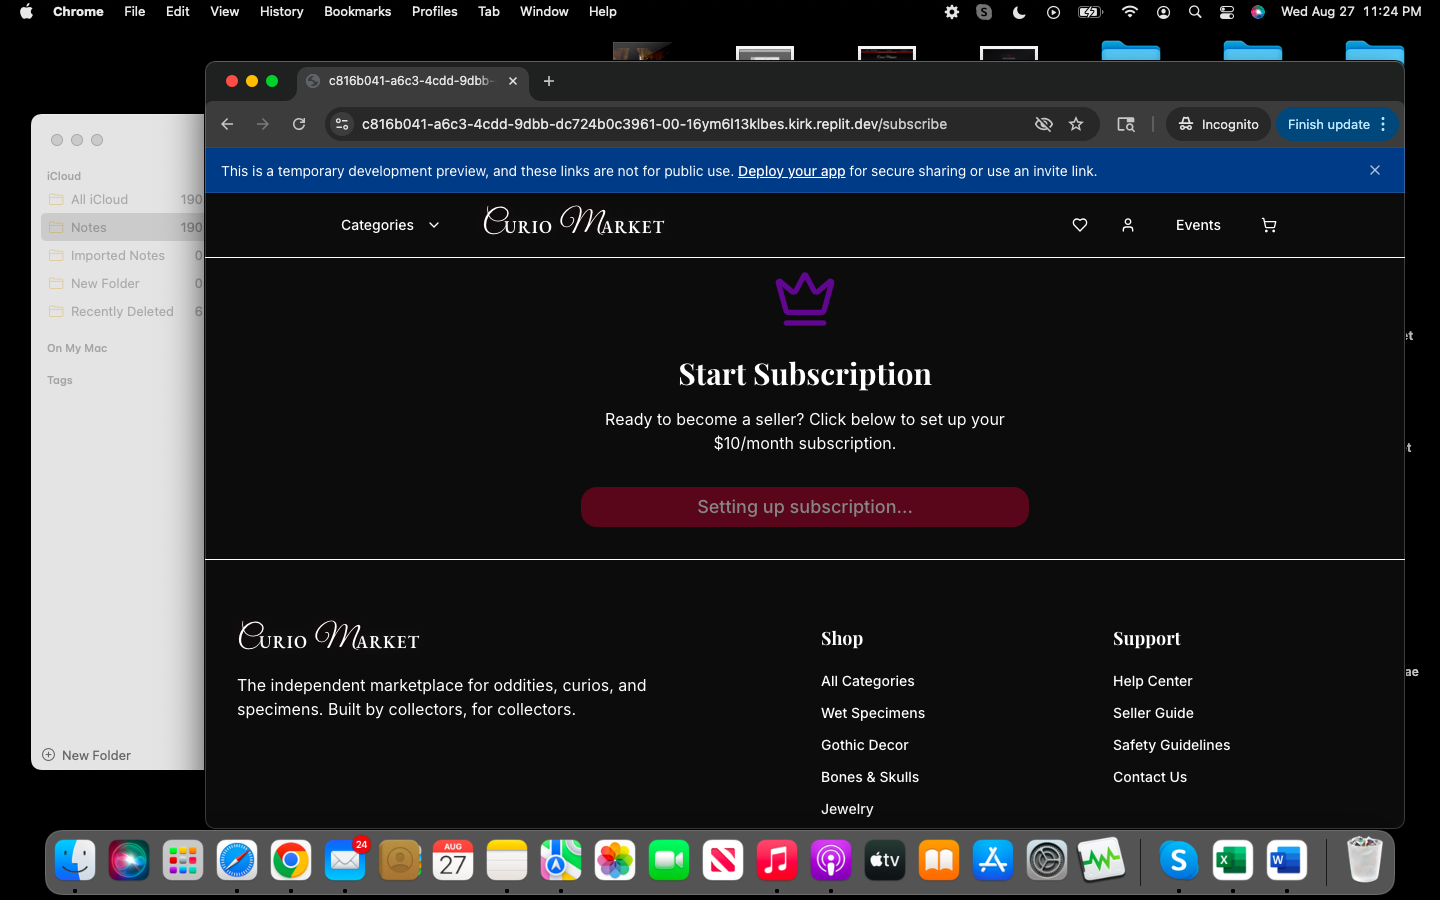 Chrome File Edit View History Bookmarks Profiles Tab Window Help
Wed Aug 27 11:24 PM
c816b041-a6c3-4cdd-9dbb-
c816b041-a6c3-4cdd-9dbb-dc724b0c3961-00-16ym6l13klbes.kirk.replit.dev/subscribe
Incognito
Finish update
This is a temporary development preview, and these links are not for public use. Deploy your app for secure sharing or use an invite link.
iCloud
All iCloud 190
Notes 190
Imported Notes 0
New Folder 0
Recently Deleted 6
On My Mac
Tags
New Folder
Categories
Curio Market
Events
Start Subscription
Ready to become a seller? Click below to set up your
$10/month subscription.
Setting up subscription...
Curio Market
The independent marketplace for oddities, curios, and
specimens. Built by collectors, for collectors.
Shop
All Categories
Wet Specimens
Gothic Decor
Bones & Skulls
Jewelry
Support
Help Center
Seller Guide
Safety Guidelines
Contact Us
24
AUG
27
tv
S
X
W